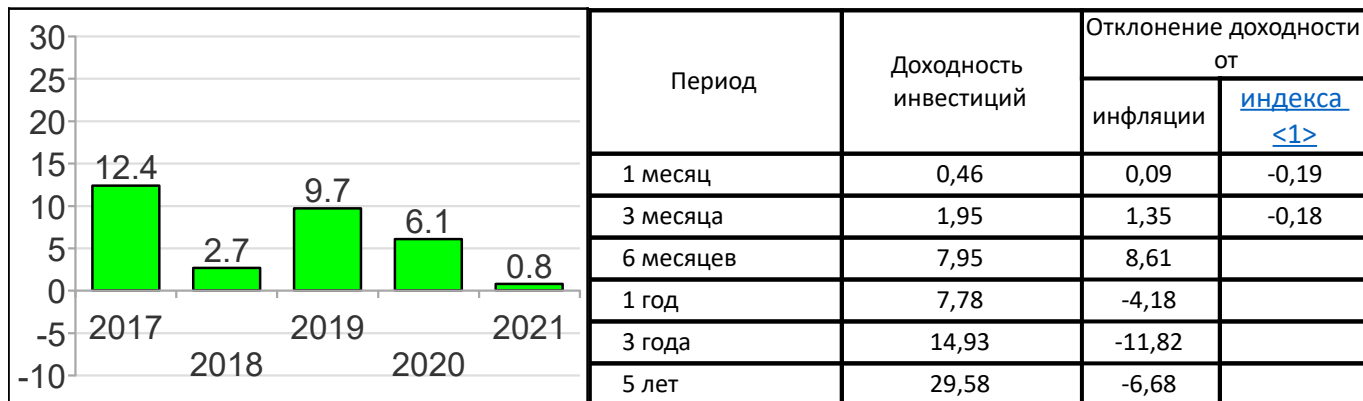 30
25
20
15
10
5
0
-5
-10
12.4
2.7
9.7
6.1
0.8
2017
2018
2019
2020
2021
Период
Доходность
инвестиций
Отклонение доходности
от
инфляции
индекса
<1>
1 месяц 0,46 0,09 -0,19
3 месяца 1,95 1,35 -0,18
6 месяцев 7,95 8,61
1 год 7,78 -4,18
3 года 14,93 -11,82
5 лет 29,58 -6,68